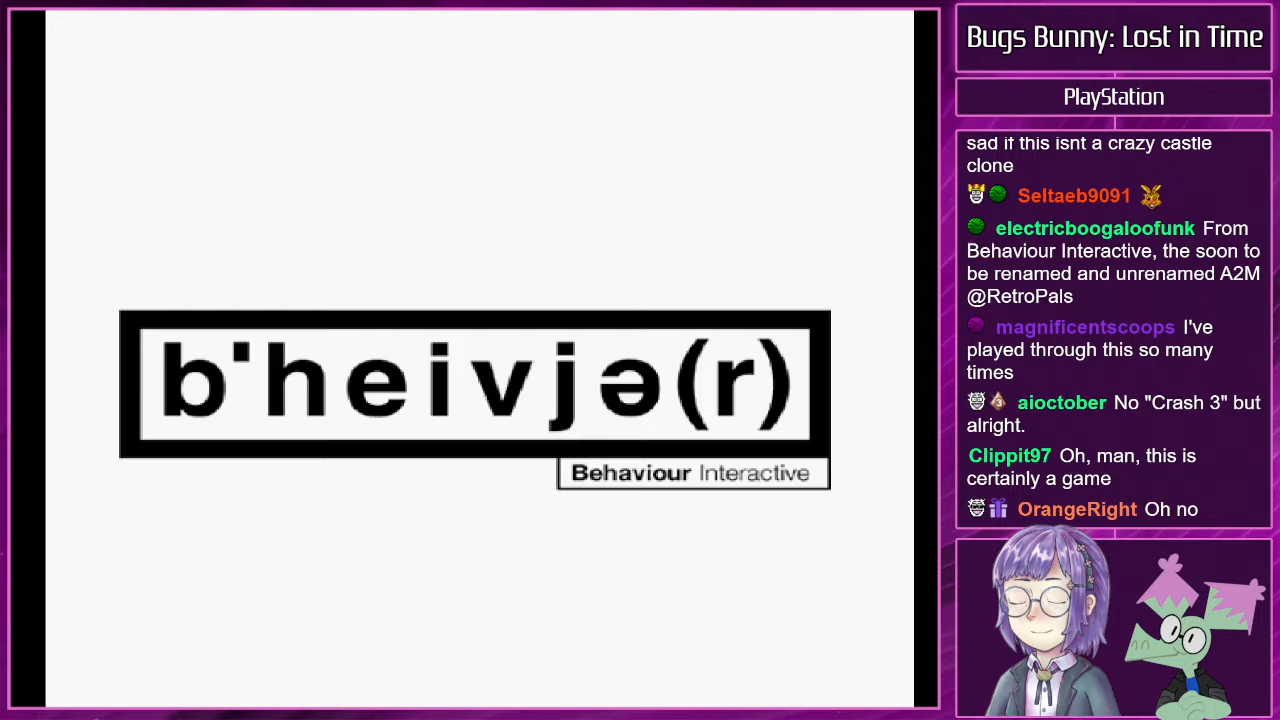 b'heivjə(r)
Behaviour Interactive
Bugs Bunny: Lost in Time
PlayStation
sad if this isnt a crazy castle
clone
Seltaeb9091
electricboogaloofunk From
Behaviour Interactive, the soon to
be renamed and unrenamed A2M
@RetroPals
magnificentscoops I've
played through this so many
times
3 aioctober No "Crash 3" but
alright.
Clippit97 Oh, man, this is
certainly a game
OrangeRight Oh no